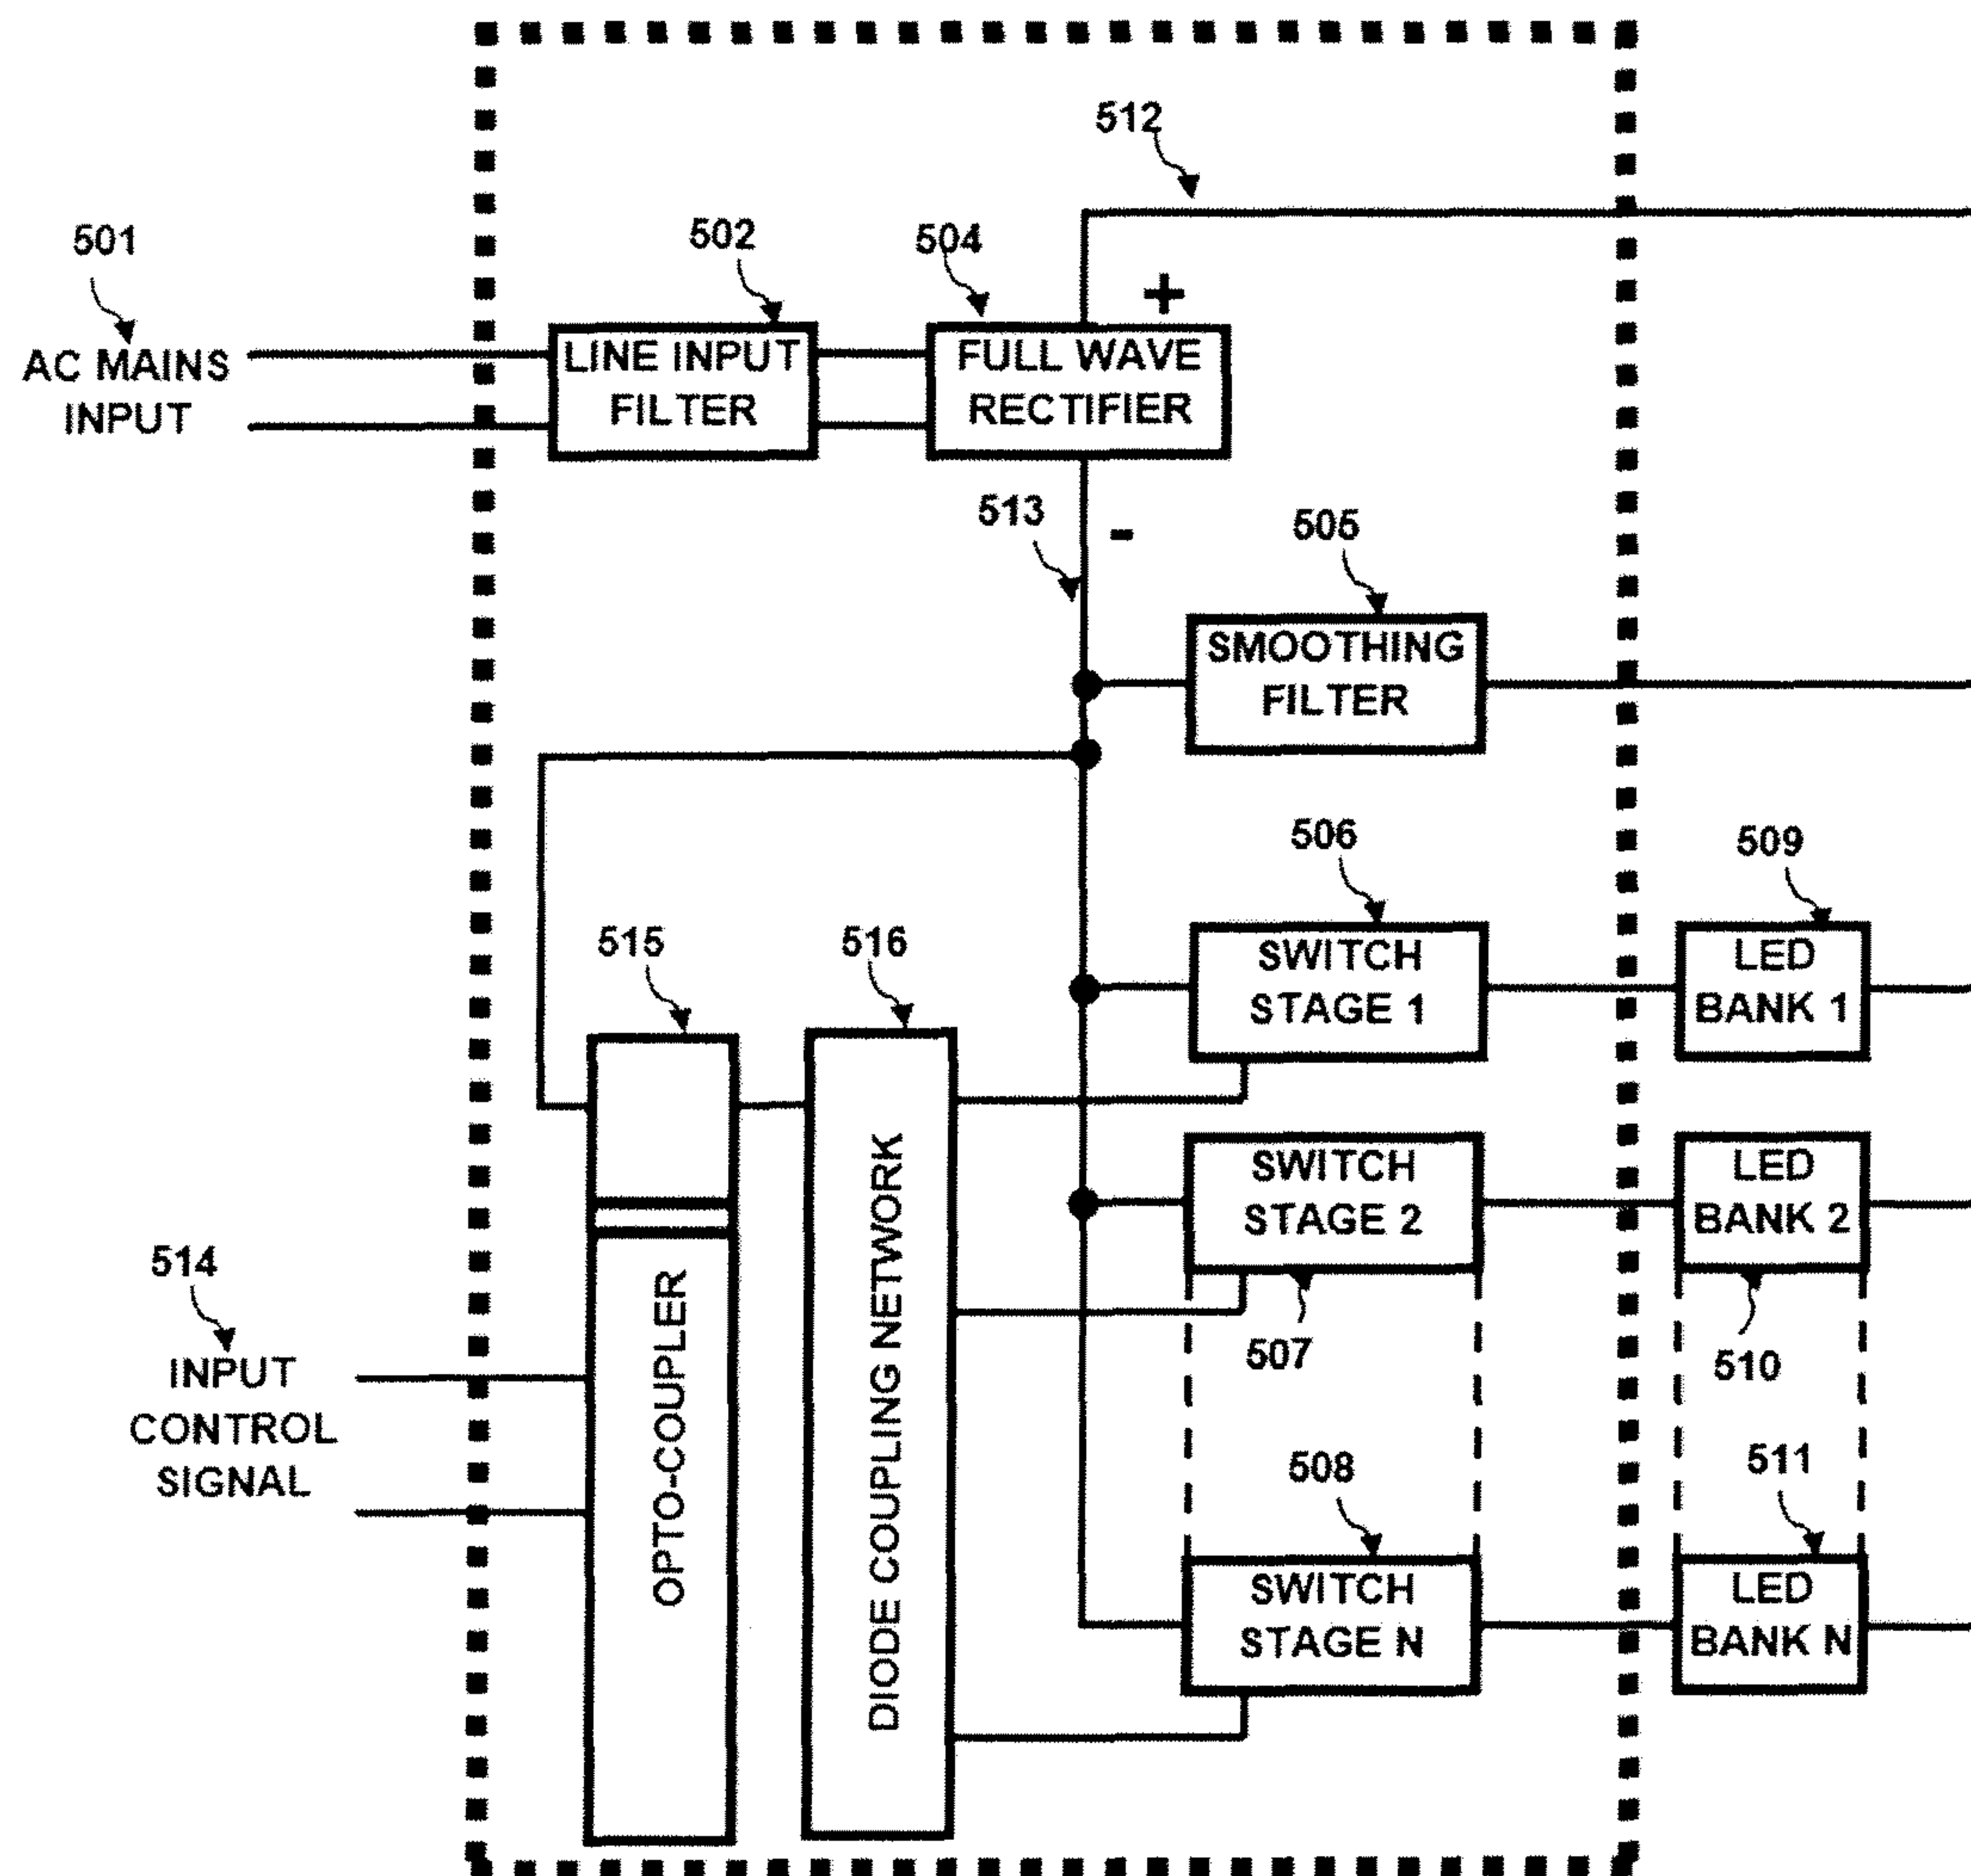 512
501
502
504
+
AC MAINS
INPUT
LINE INPUT
FILTER
FULL WAVE
RECTIFIER
513
-
505
SMOOTHING
FILTER
506
509
SWITCH
STAGE 1
LED
BANK 1
515
516
SWITCH
STAGE 2
LED
BANK 2
514
INPUT
CONTROL
SIGNAL
OPTO-COUPLER
DIODE COUPLING NETWORK
507
510
508
511
SWITCH
STAGE N
LED
BANK N